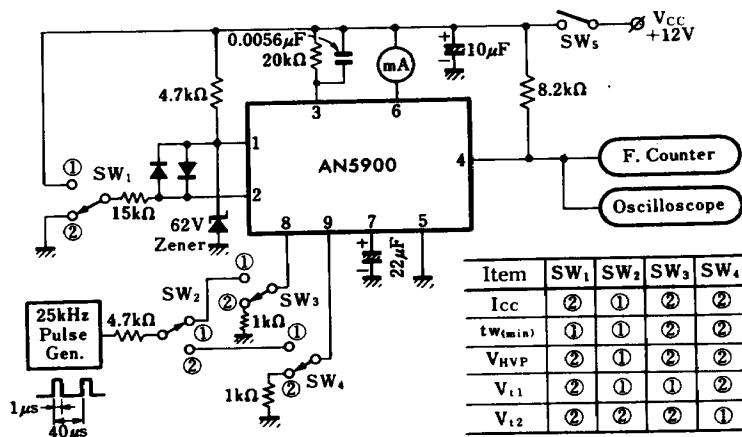 0.0056μF
20kΩ
mA
10μF
SW₅
Vcc
+12V
4.7kΩ
8.2kΩ
3
6
1
AN5900
4
F. Counter
①
SW₁
2
Oscilloscope
②
15kΩ
62V
Zener
8
9
7
5
22μF
①
SW₂
②
SW₃
①
②
1kΩ
①
②
SW₄
1kΩ
25kHz
Pulse
Gen.
4.7kΩ
1μs
40μs
Item SW₁ SW₂ SW₃ SW₄
Icc ② ① ② ②
tw(min) ① ① ② ②
VHVP ② ① ② ②
Vt1 ② ① ① ②
Vt2 ② ② ② ①